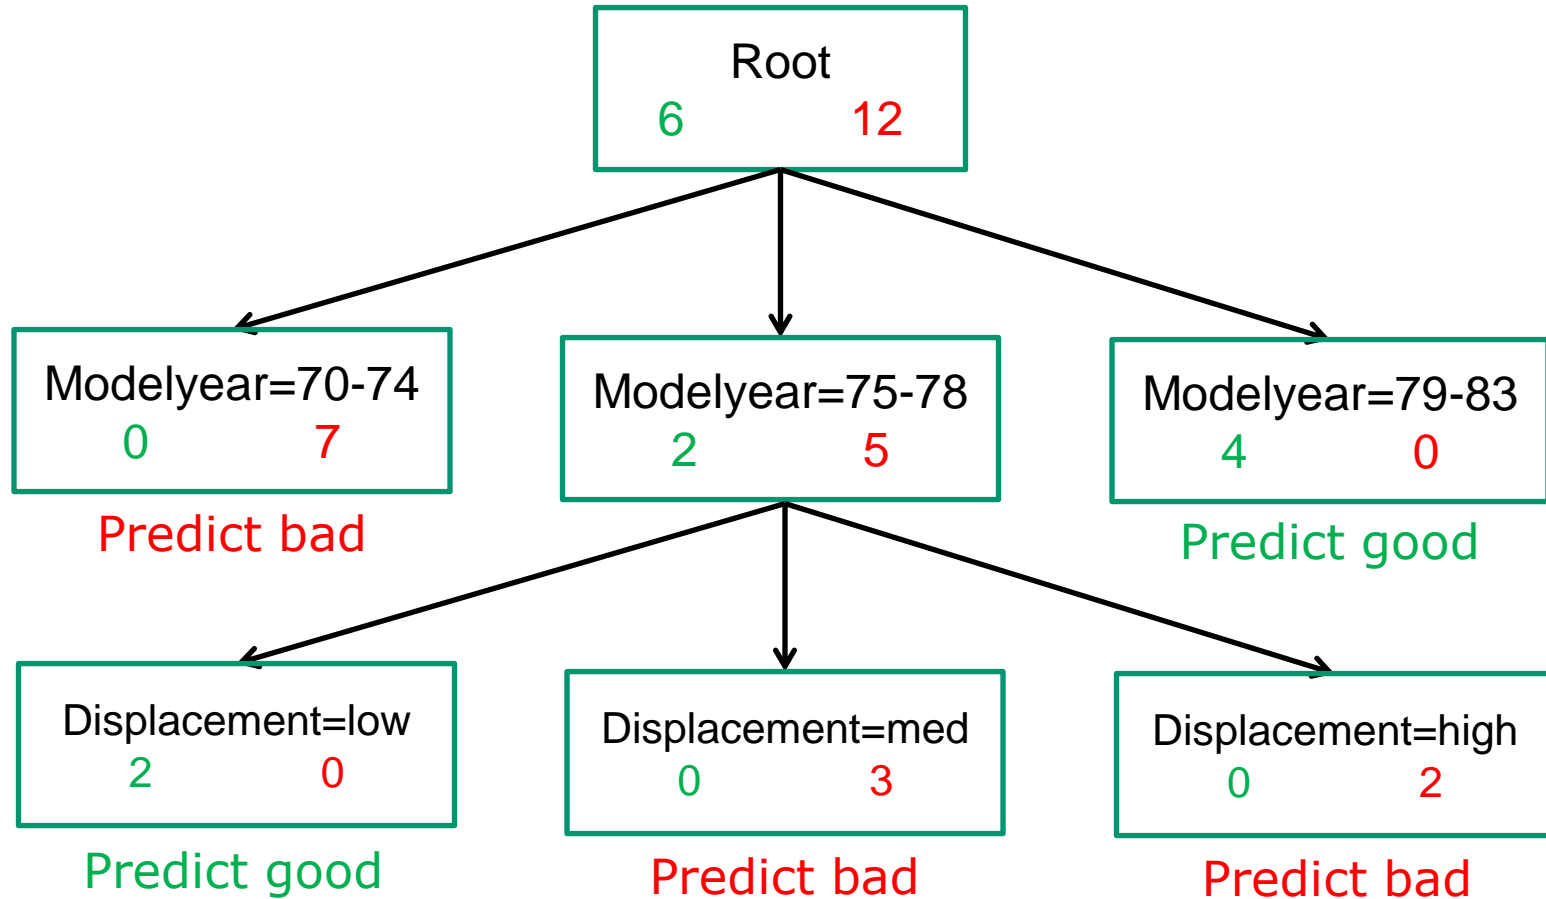 Root
6 12
Modelyear=70-74
0 7
Predict bad
Modelyear=75-78
2 5
Modelyear=79-83
4 0
Predict good
Displacement=low
2 0
Predict good
Displacement=med
0 3
Predict bad
Displacement=high
0 2
Predict bad